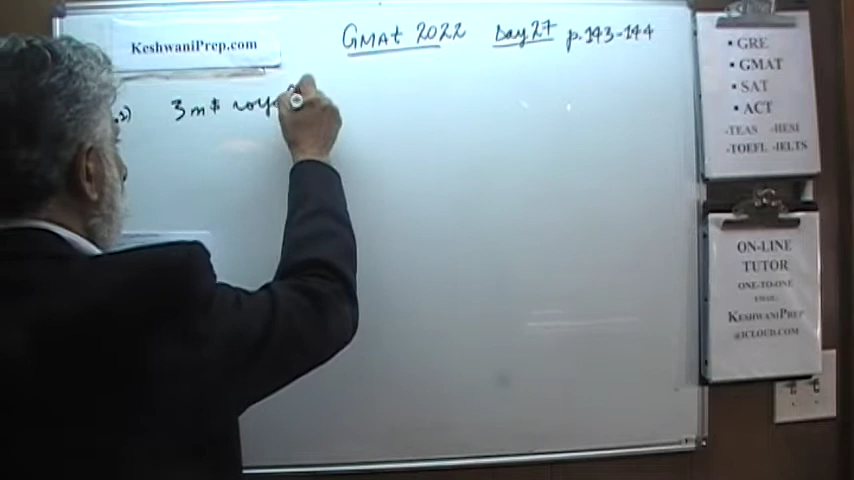 KeshwaniPrep.com
GMAt 2022 Day 27 p.143-144
3 m$
▪ GRE
▪ GMAT
▪ SAT
▪ ACT
-TEAS -HESI
-TOEFL -IELTS
ON-LINE
TUTOR
ONE-TO-ONE
EMAIL:
KESHWANIPREP
@ICLOUD.COM